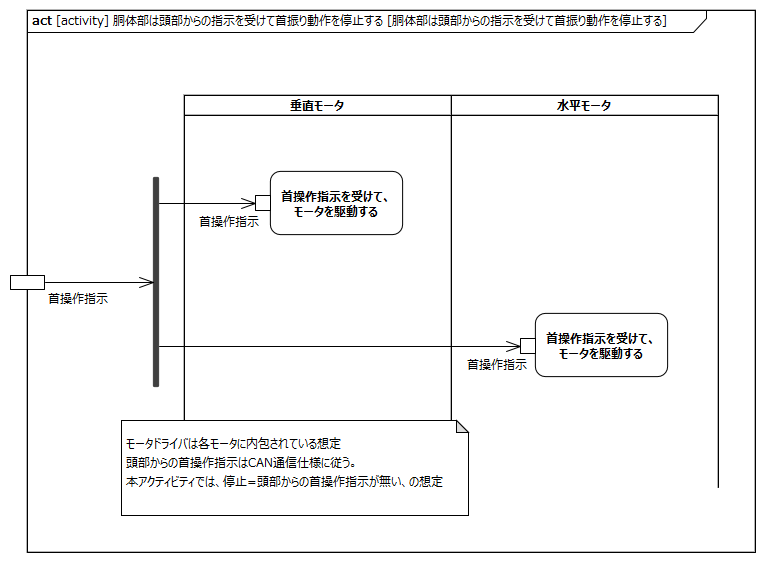 act [activity] 胴体部は頭部からの指示を受けて首振り動作を停止する [胴体部は頭部からの指示を受けて首振り動作を停止する]
垂直モータ
水平モータ
首操作指示を受けて、
モータを駆動する
首操作指示
首操作指示
首操作指示を受けて、
モータを駆動する
首操作指示
モータドライバは各モータに内包されている想定
頭部からの首操作指示はCAN通信仕様に従う。
本アクティビティでは、停止＝頭部からの首操作指示が無い、の想定